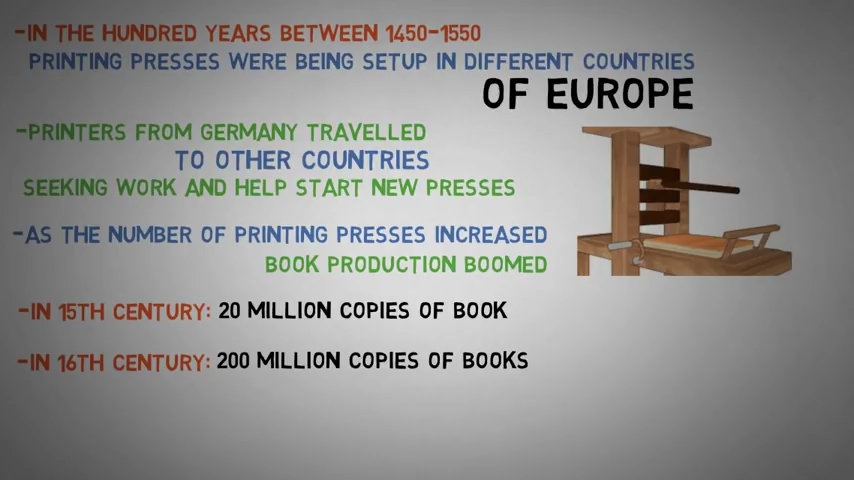 -IN THE HUNDRED YEARS BETWEEN 1450-1550
PRINTING PRESSES WERE BEING SETUP IN DIFFERENT COUNTRIES
OF EUROPE
-PRINTERS FROM GERMANY TRAVELLED
TO OTHER COUNTRIES
SEEKING WORK AND HELP START NEW PRESSES
-AS THE NUMBER OF PRINTING PRESSES INCREASED
BOOK PRODUCTION BOOMED
-IN 15TH CENTURY: 20 MILLION COPIES OF BOOK
-IN 16TH CENTURY: 200 MILLION COPIES OF BOOKS